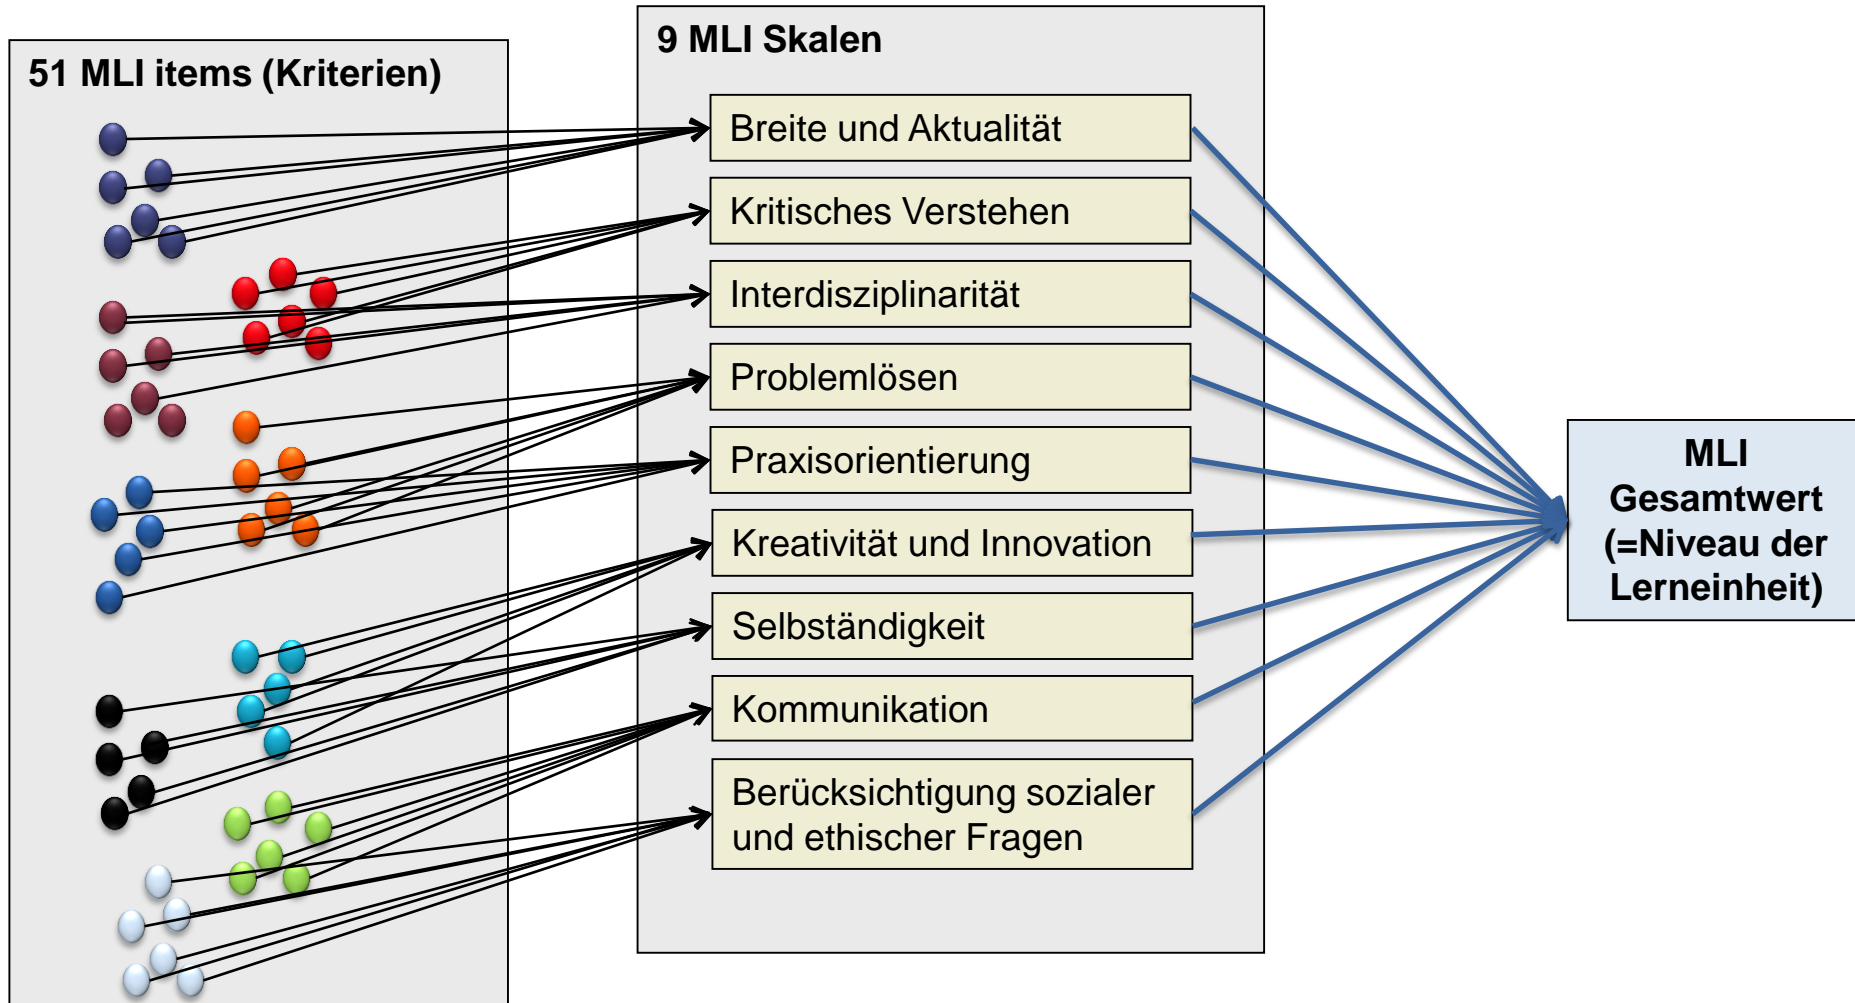 51 MLI items (Kriterien)
9 MLI Skalen
Breite und Aktualität
Kritisches Verstehen
Interdisziplinarität
Problemlösen
Praxisorientierung
Kreativität und Innovation
Selbständigkeit
Kommunikation
Berücksichtigung sozialer
und ethischer Fragen
MLI
Gesamtwert
(=Niveau der
Lerneinheit)